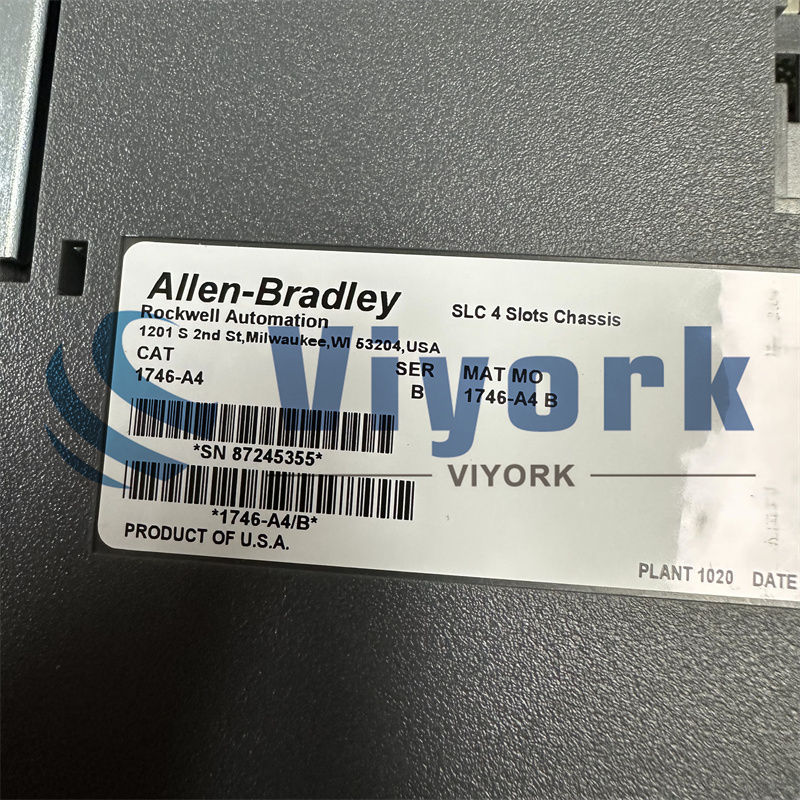 Allen-Bradley
Rockwell Automation
SLC 4 Slots Chassis
1201 S 2nd St,Milwaukee,WI 53204,USA
CAT
SER
MAT MO
1746-A4
B
1746-A4 B
*SN 87245355*
*1746-A4/B*
PRODUCT OF U.S.A.
PLANT 1020 DATE
Viyork
VIYORK